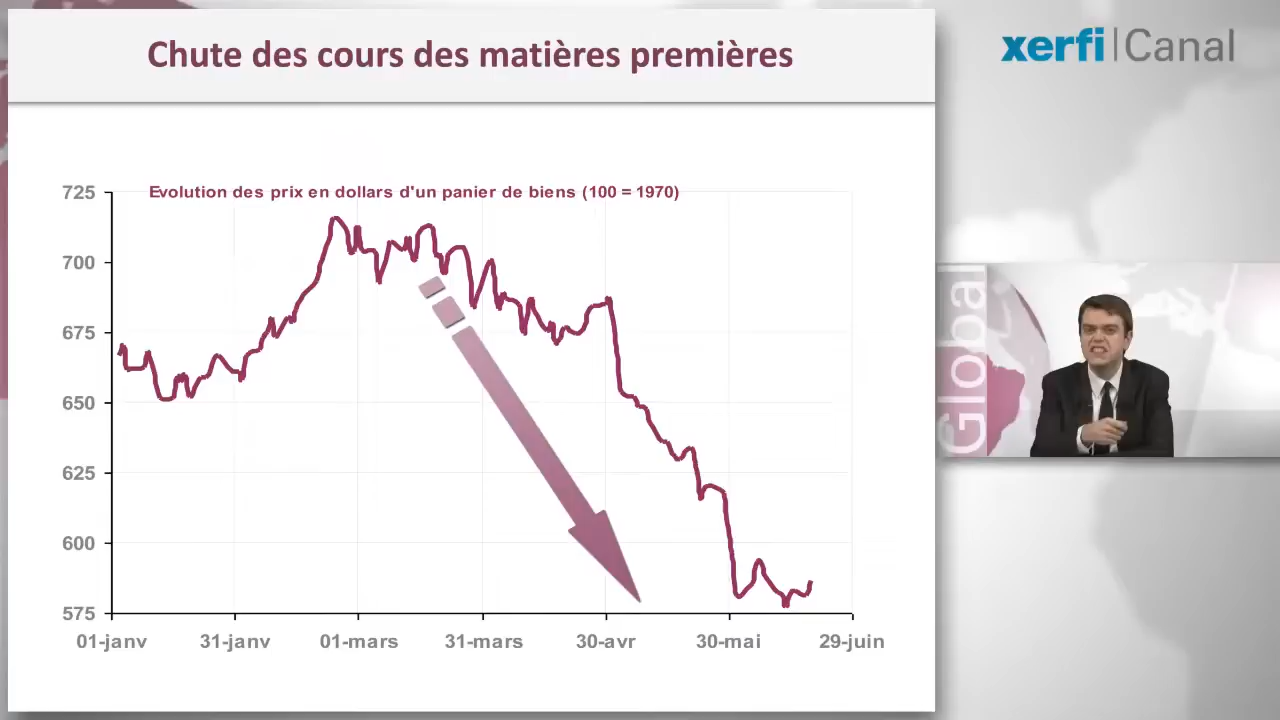 Chute des cours des matières premières
xerfi Canal
Evolution des prix en dollars d'un panier de biens (100 = 1970)
725
700
675
650
625
600
575
01-janv 31-janv 01-mars 31-mars 30-avr 30-mai 29-juin
Global